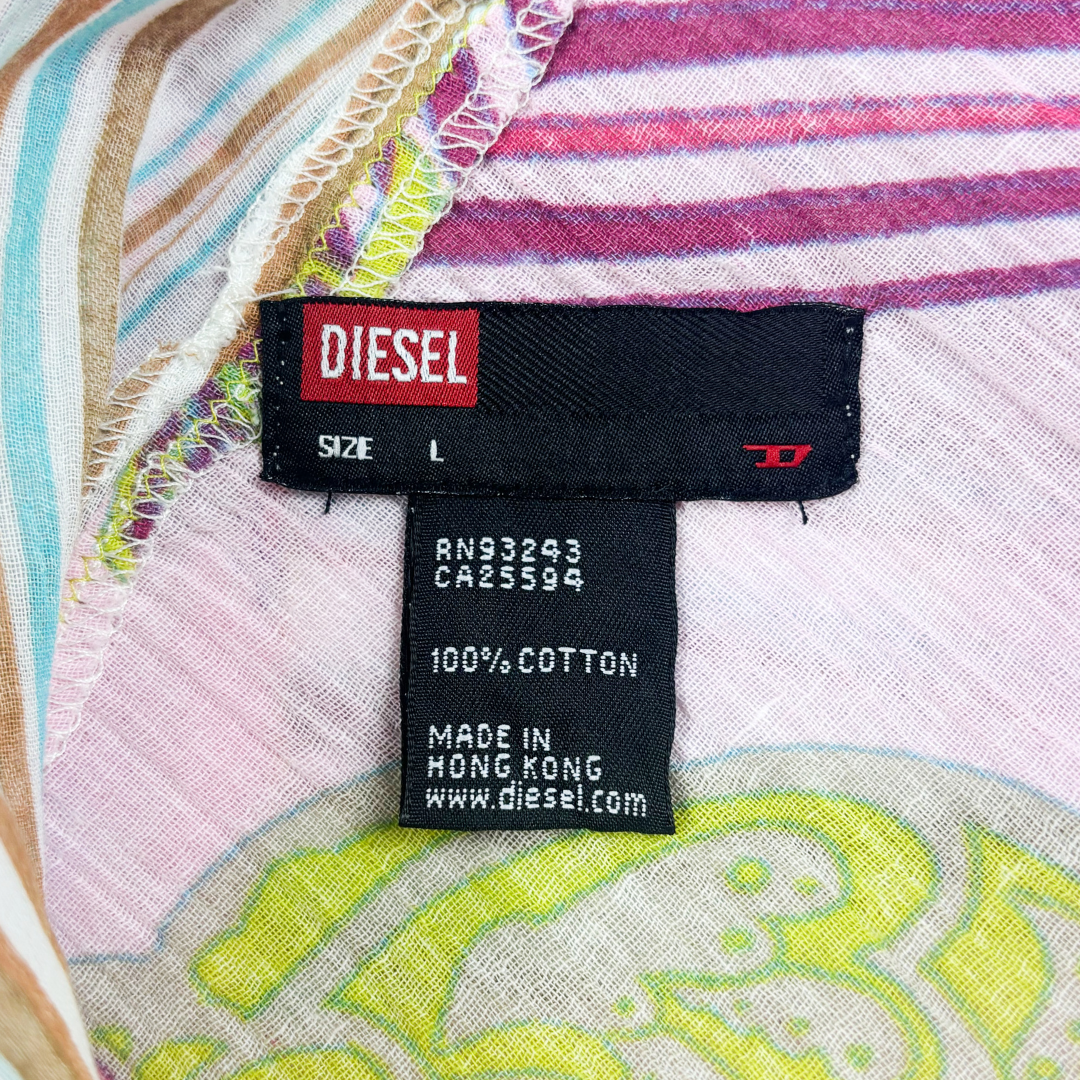 DIESEL
SIZE L
D
RN93243
CA25594
100% COTTON
MADE IN
HONG KONG
www.diesel.com